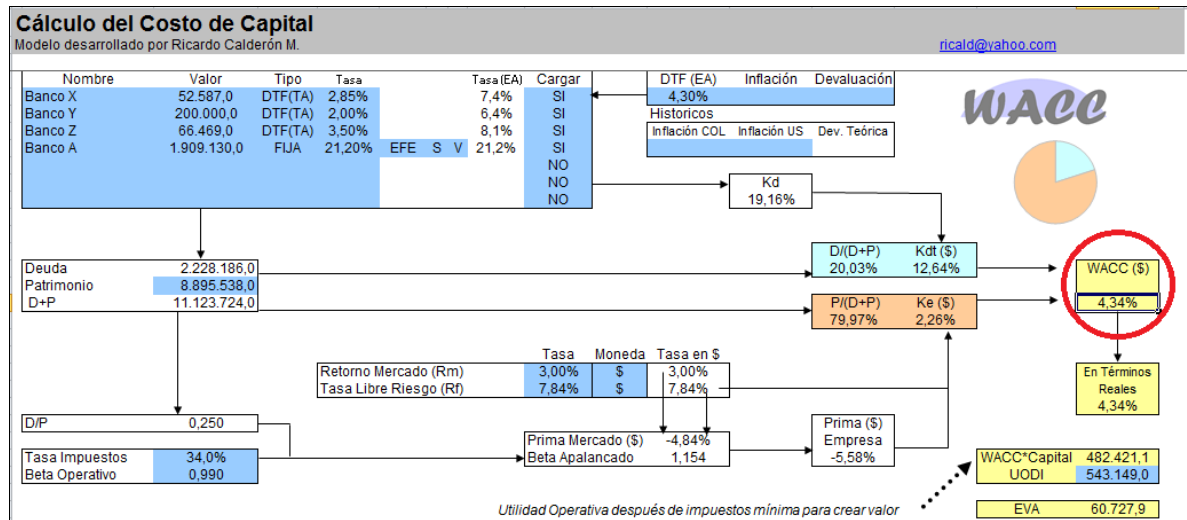 Cálculo del Costo de Capital
Modelo desarrollado por Ricardo Calderón M. ricald@yahoo.com
Nombre Valor Tipo Tasa Tasa(EA) Cargar DTF (EA) Inflación Devaluación
Banco X 52.587,0 DTF(TA) 2,85% 7,4% SI 4,30%
Banco Y 200.000,0 DTF(TA) 2,00% 6,4% SI Historicos
Banco Z 66.469,0 DTF(TA) 3,50% 8,1% SI Inflación COL Inflación US Dev. Teórica
Banco A 1.909.130,0 FIJA 21,20% EFE S V 21,2% SI
WACC
NO
NO Kd
NO 19,16%
D/(D+P) Kdt ($)
Deuda 2.228.186,0 20,03% 12,64% WACC ($)
Patrimonio 8.895.538,0
D+P 11.123.724,0 P/(D+P) Ke ($) 4,34%
79,97% 2,26%
Tasa Moneda Tasa en $
Retorno Mercado (Rm) 3,00% $ 3,00% En Términos
Tasa Libre Riesgo (Rf) 7,84% $ 7,84% Reales
4,34%
D/P 0,250 Prima ($)
Prima Mercado ($) -4,84% Empresa
Tasa Impuestos 34,0% Beta Apalancado 1,154 -5,58% WACC*Capital 482.421,1
Beta Operativo 0,990 UODI 543.149,0
Utilidad Operativa después de impuestos mínima para crear valor EVA 60.727,9